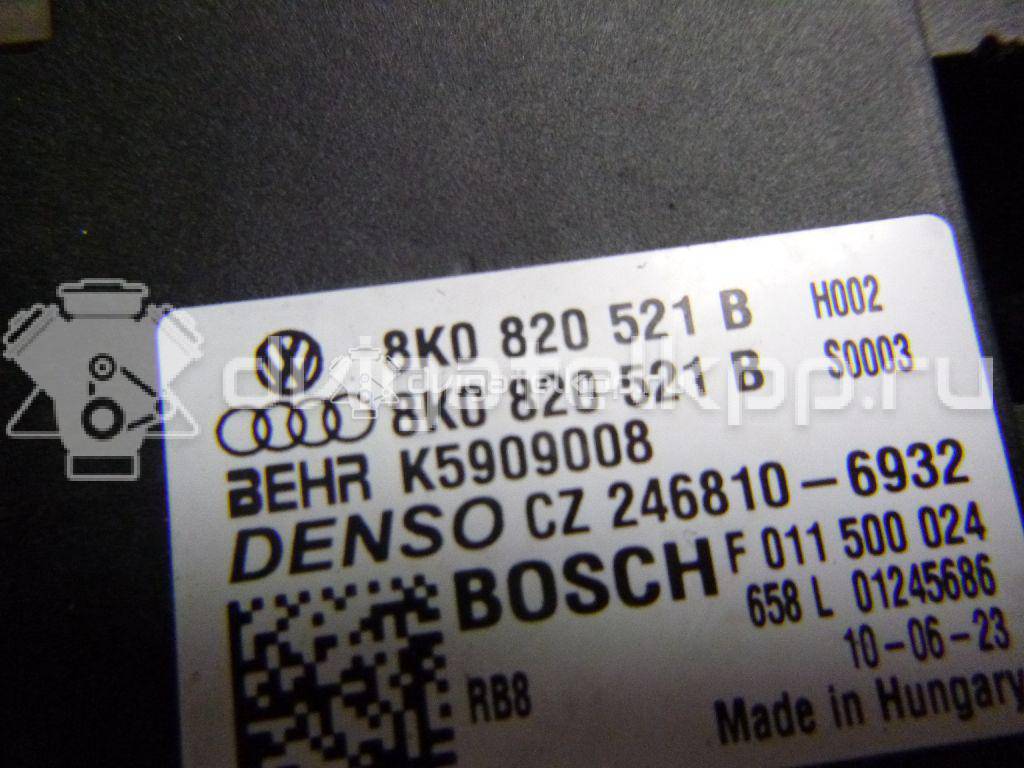 8K0 820 521 B H002
8K0 820 521 B S0003
BEHR K5909008
DENSO CZ 246810-6932
BOSCH F 011 500 024
658 L 01245686
10-06-23
RB8
Made in Hungary